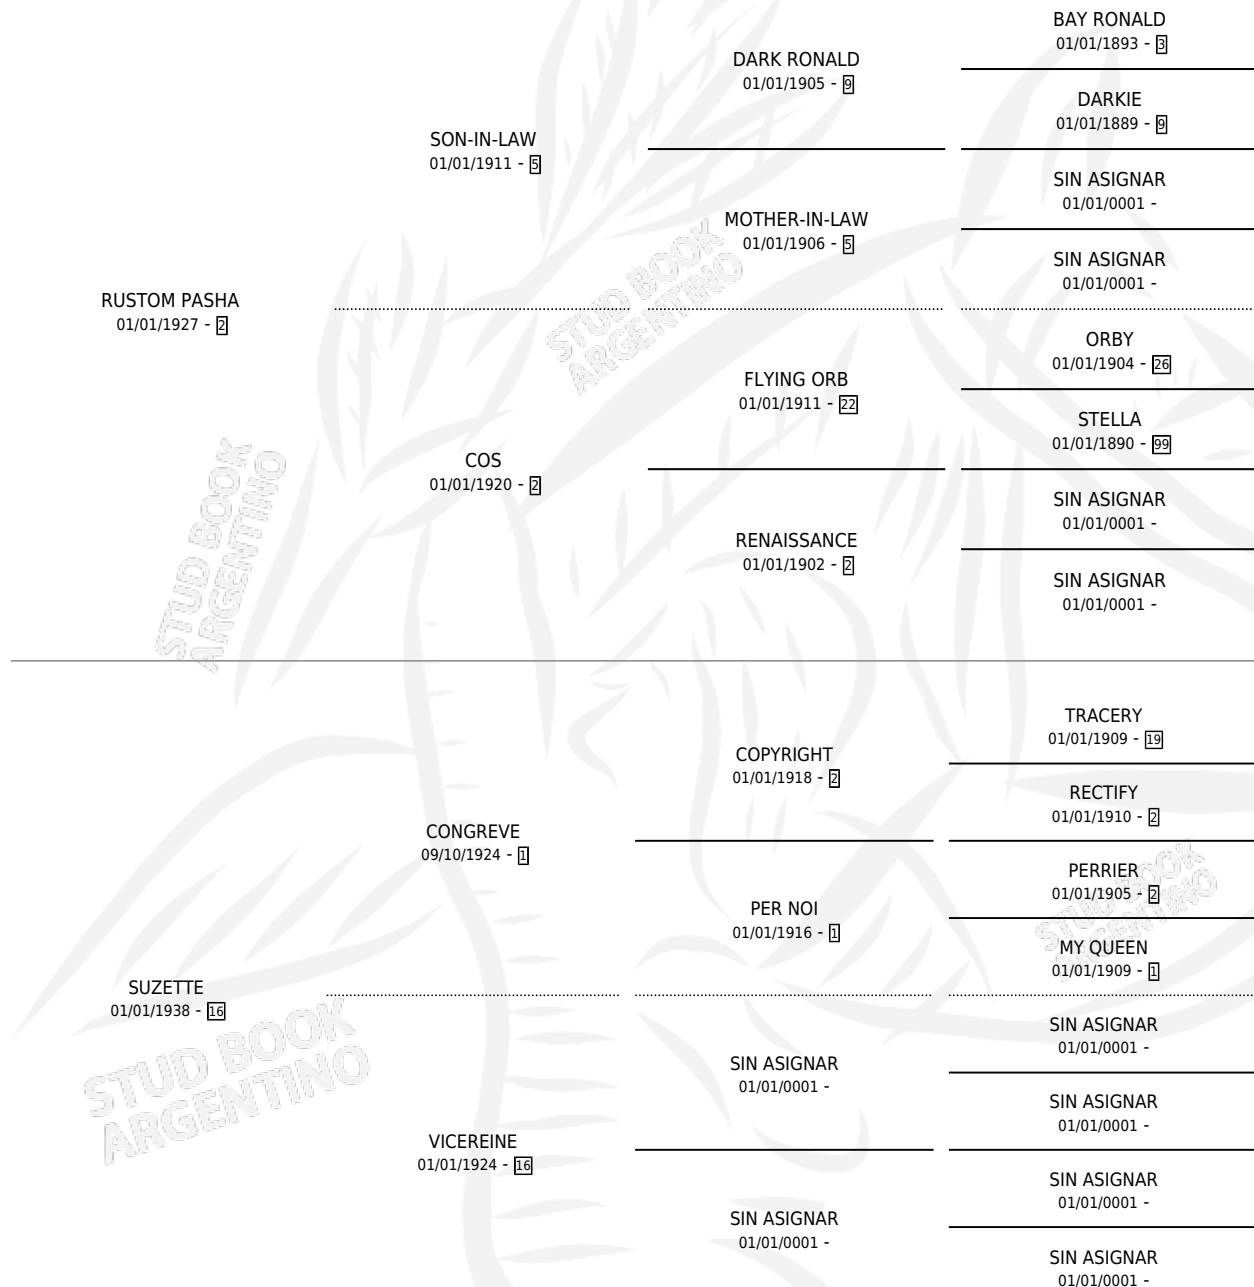 BAY RONALD
01/01/1893 - 3
DARK RONALD
01/01/1905 - 9
DARKIE
01/01/1889 - 9
SON-IN-LAW
01/01/1911 - 5
SIN ASIGNAR
01/01/0001 -
MOTHER-IN-LAW
01/01/1906 - 5
SIN ASIGNAR
01/01/0001 -
RUSTOM PASHA
01/01/1927 - 2
ORBY
01/01/1904 - 26
FLYING ORB
01/01/1911 - 22
STELLA
01/01/1890 - 99
COS
01/01/1920 - 2
SIN ASIGNAR
01/01/0001 -
RENAISSANCE
01/01/1902 - 2
SIN ASIGNAR
01/01/0001 -
TRACERY
01/01/1909 - 19
COPYRIGHT
01/01/1918 - 2
RECTIFY
01/01/1910 - 2
CONGREVE
09/10/1924 - 1
PERRIER
01/01/1905 - 2
PER NOI
01/01/1916 - 1
MY QUEEN
01/01/1909 - 1
SUZETTE
01/01/1938 - 16
SIN ASIGNAR
01/01/0001 -
SIN ASIGNAR
01/01/0001 -
SIN ASIGNAR
01/01/0001 -
VICEREINE
01/01/1924 - 16
SIN ASIGNAR
01/01/0001 -
SIN ASIGNAR
01/01/0001 -
SIN ASIGNAR
01/01/0001 -
STUD BOOK
ARGENTINO
STUD BOOK
ARGENTINO
STUD BOOK
ARGENTINO
STUD BOOK
ARGENTINO